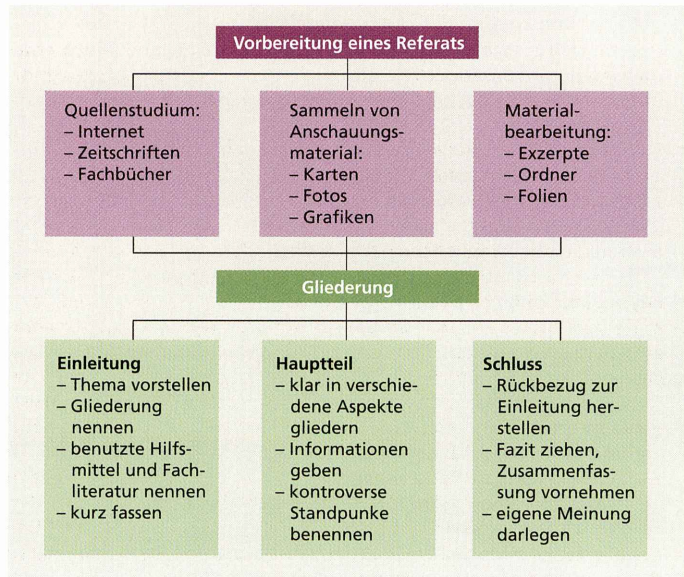 Vorbereitung eines Referats
Quellenstudium:
– Internet
– Zeitschriften
– Fachbücher
Sammeln von
Anschauungs-
material:
– Karten
– Fotos
– Grafiken
Material-
bearbeitung:
– Exzerpte
– Ordner
– Folien
Gliederung
Einleitung
– Thema vorstellen
– Gliederung
nennen
– benutzte Hilfs-
mittel und Fach-
literatur nennen
– kurz fassen
Hauptteil
– klar in verschie-
dene Aspekte
gliedern
– Informationen
geben
– kontroverse
Standpunke
benennen
Schluss
– Rückbezug zur
Einleitung her-
stellen
– Fazit ziehen,
Zusammenfas-
sung vornehmen
– eigene Meinung
darlegen